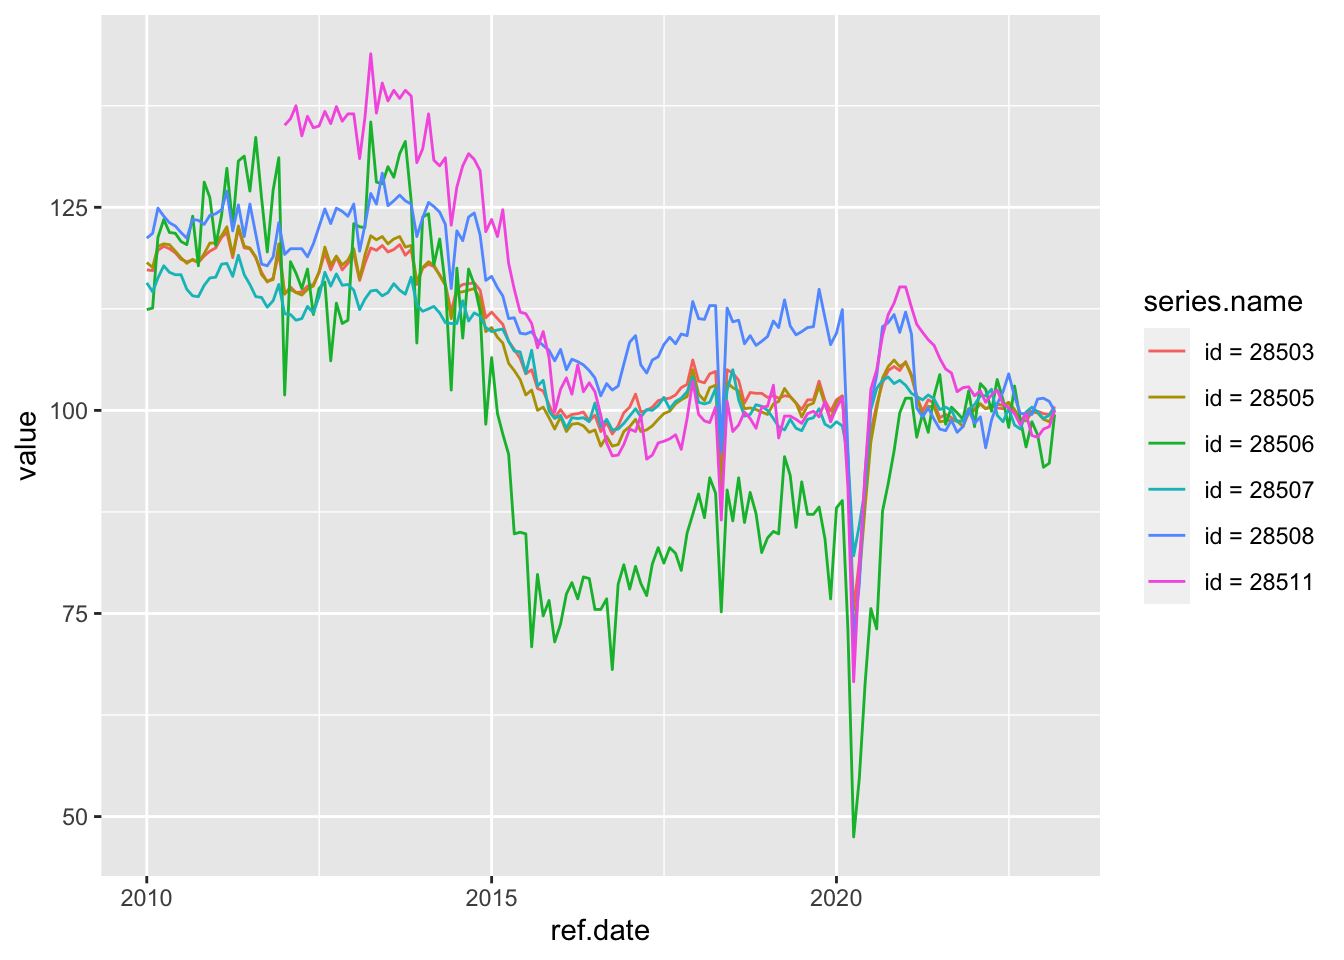 125
100
75
50
value
2010
2015
2020
ref.date
series.name
id = 28503
id = 28505
id = 28506
id = 28507
id = 28508
id = 28511